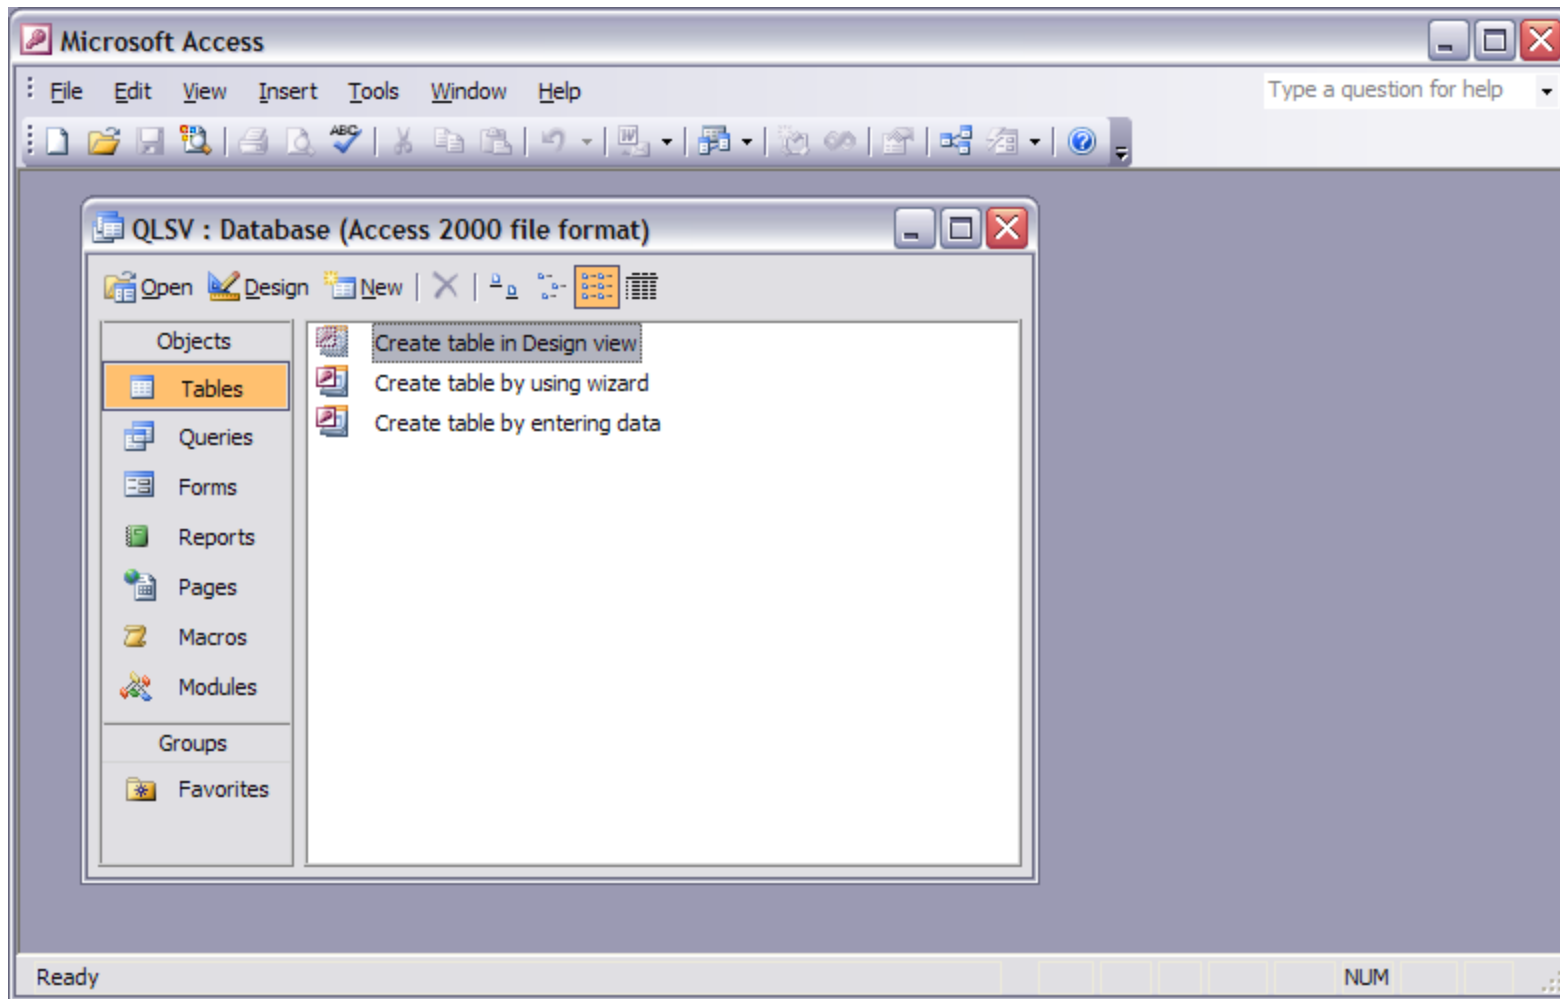 Microsoft Access
File Edit View Insert Tools Window Help Type a question for help
ABC W
QLSV : Database (Access 2000 file format)
Open Design New
Objects
Tables
Queries
Forms
Reports
Pages
Macros
Modules
Groups
Favorites
Create table in Design view
Create table by using wizard
Create table by entering data
Ready NUM